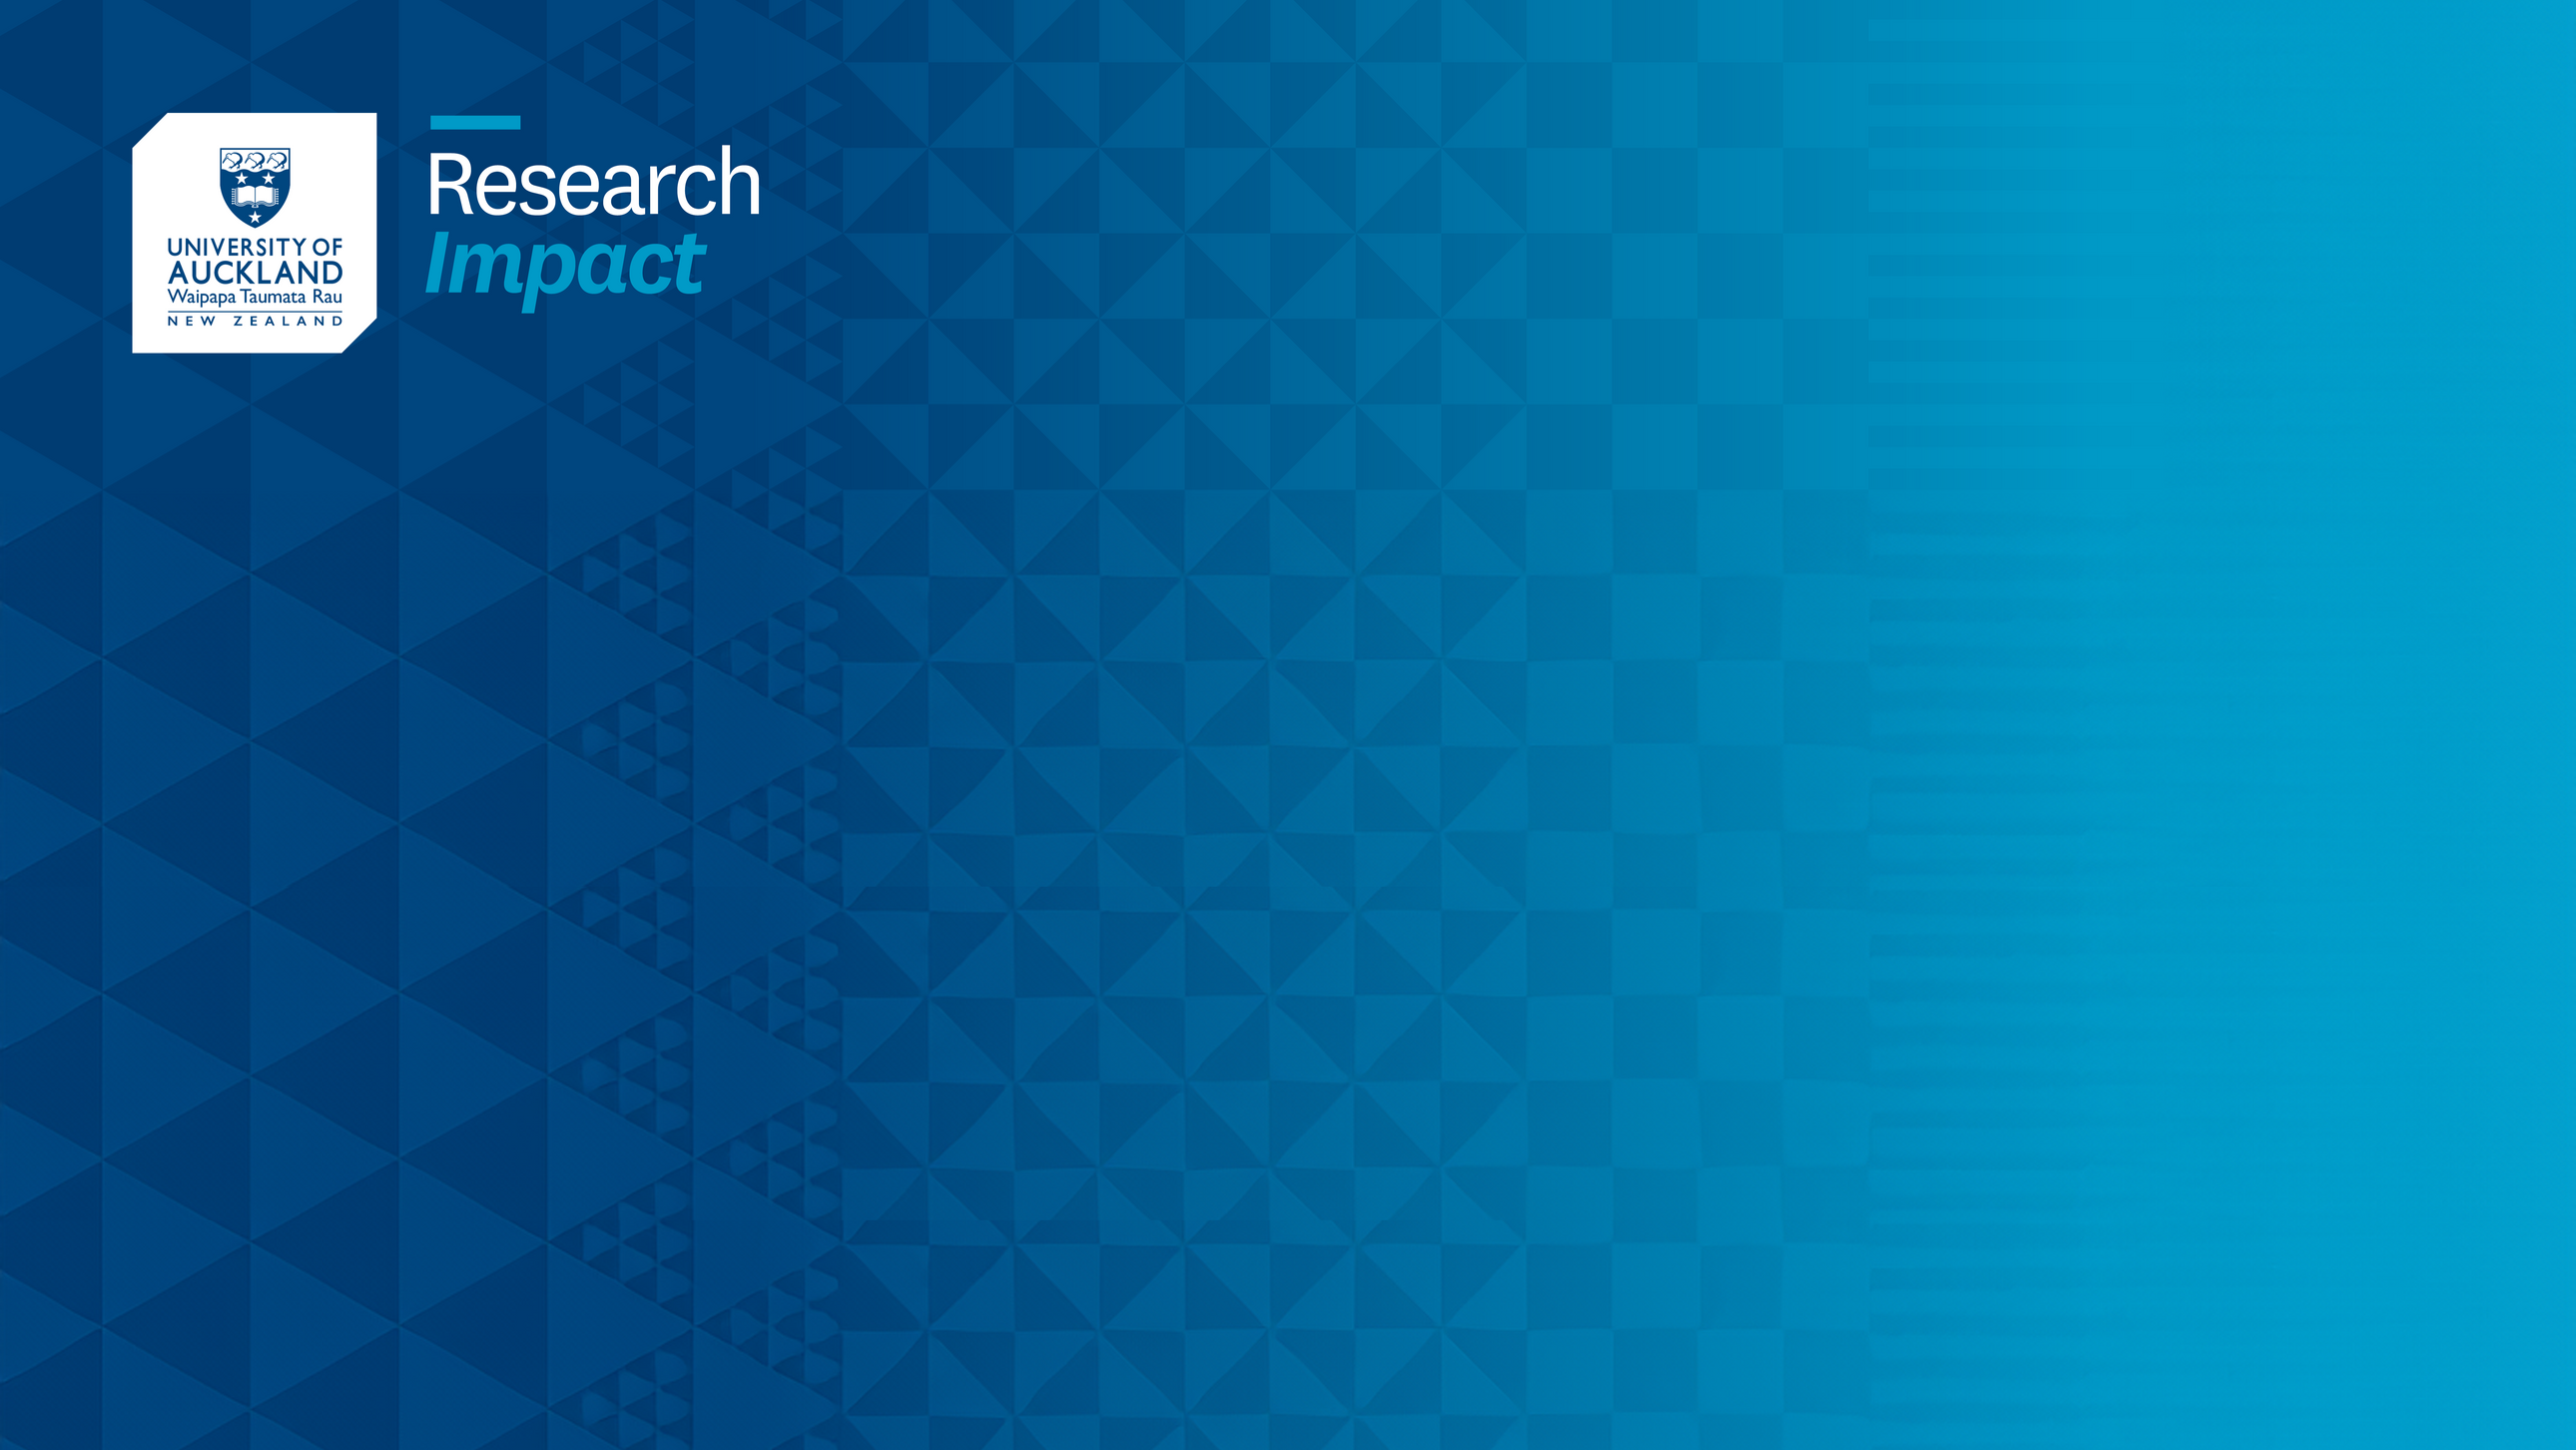 UNIVERSITY OF
AUCKLAND
Waipapa Taumata Rau
NEW ZEALAND
Research
Impact